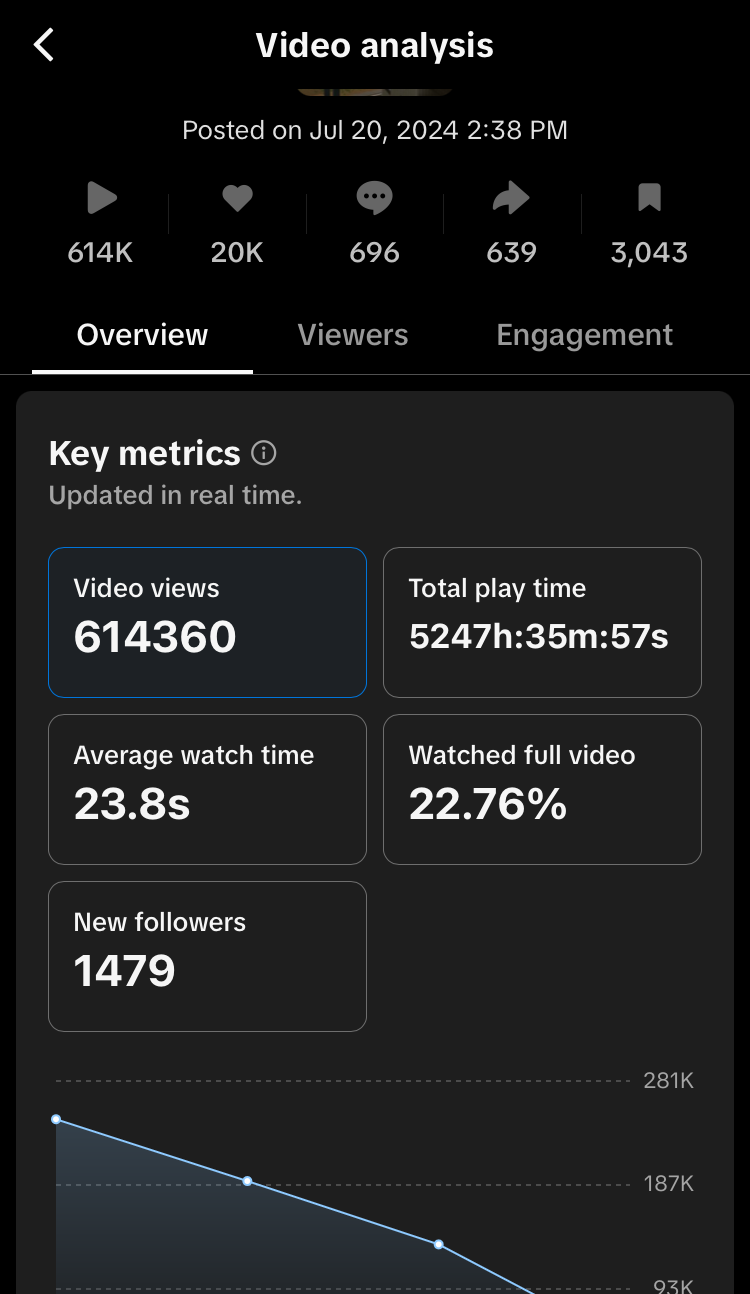 Video analysis
Posted on Jul 20, 2024 2:38 PM
614K 20K 696 639 3,043
Overview Viewers Engagement
Key metrics
Updated in real time.
Video views Total play time
614360 5247h:35m:57s
Average watch time Watched full video
23.8s 22.76%
New followers
1479
281K
187K
93K